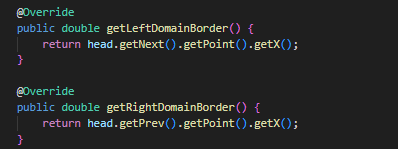 @Override
public double getLeftDomainBorder() {
    return head.getNext().getPoint().getX();
}

@Override
public double getRightDomainBorder() {
    return head.getPrev().getPoint().getX();
}